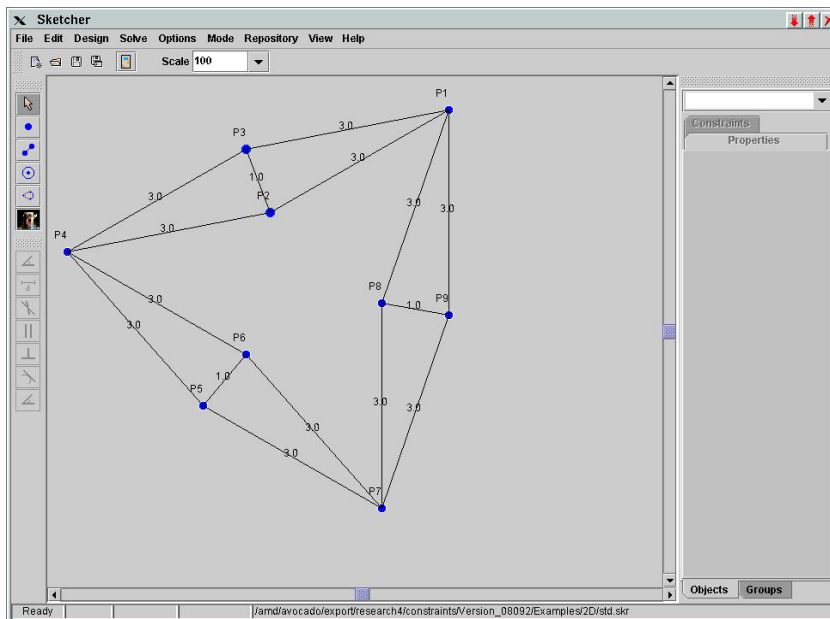 Sketcher
File Edit Design Solve Options Mode Repository View Help
Scale 100
P1
P3
3.0
3.0
1.0
3.0
P2
3.0
3.0
3.0
P4
Constraints
Properties
P8
P9
3.0
1.0
3.0
P6
P5
1.0
3.0
3.0
3.0
3.0
P7
Objects Groups
Ready
/amd/avocado/export/research4/constraints/Version_08092/Examples/2D/std.skr